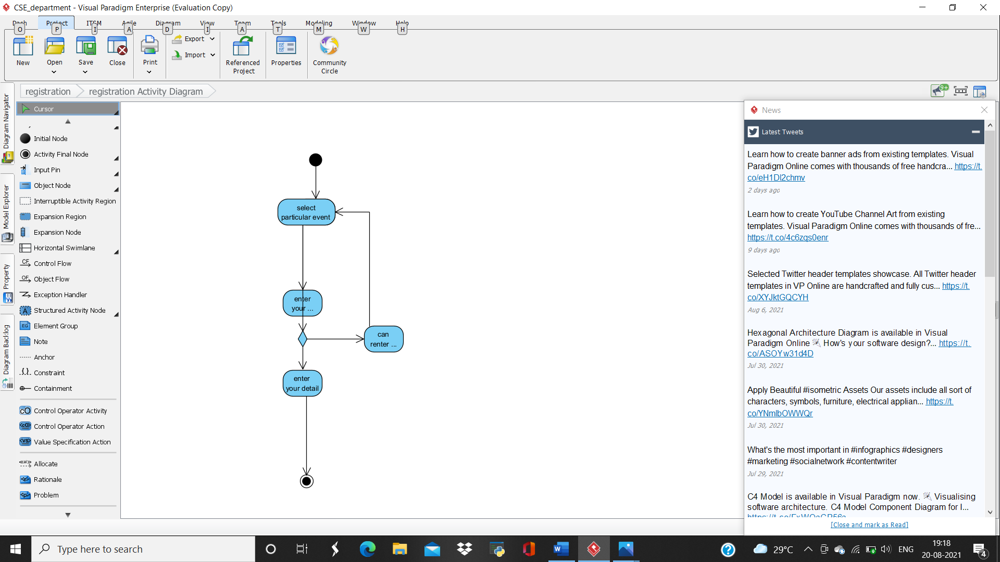 CSE_department - Visual Paradigm Enterprise (Evaluation Copy)
Dash Project ITSM Agile Diagram View Team Tools Modeling Window Help
O P I A D I A T M W H
New Open Save Close Print Export Import Referenced Project Properties Community Circle
registration registration Activity Diagram
9+
Diagram Navigator
Model Explorer
Property
Diagram Backlog
Cursor
Initial Node
Activity Final Node
Input Pin
Object Node
Interruptible Activity Region
Expansion Region
Expansion Node
Horizontal Swimlane
CF Control Flow
OF Object Flow
Exception Handler
A Structured Activity Node
EG Element Group
Note
Anchor
{.} Constraint
Containment
cO Control Operator Activity
«cO» Control Operator Action
«VS» Value Specification Action
Allocate
«r» Rationale
«p» Problem
select
particular event
enter
your ...
can
renter ...
enter
your detail
News
Latest Tweets
Learn how to create banner ads from existing templates. Visual
Paradigm Online comes with thousands of free handcra... https://t.
co/eH1Dl2chmv
2 days ago
Learn how to create YouTube Channel Art from existing
templates. Visual Paradigm Online comes with thousands of fre...
https://t.co/4c6zqs0enr
9 days ago
Selected Twitter header templates showcase. All Twitter header
templates in VP Online are handcrafted and fully cus... https://t.
co/XYJktGQCYH
Aug 6, 2021
Hexagonal Architecture Diagram is available in Visual
Paradigm Online How's your software design?... https://t.
co/ASOYw31d4D
Jul 30, 2021
Apply Beautiful #isometric Assets Our assets include all sort of
characters, symbols, furniture, electrical applian... https://t.
co/YNmlbOWWQr
Jul 30, 2021
What's the most important in #infographics #designers
#marketing #socialnetwork #contentwriter
Jul 29, 2021
C4 Model is available in Visual Paradigm now. Visualising
software architecture. C4 Model Component Diagram for I...
[Close and mark as Read]
Type here to search
29°C
ENG
19:18
20-08-2021
4